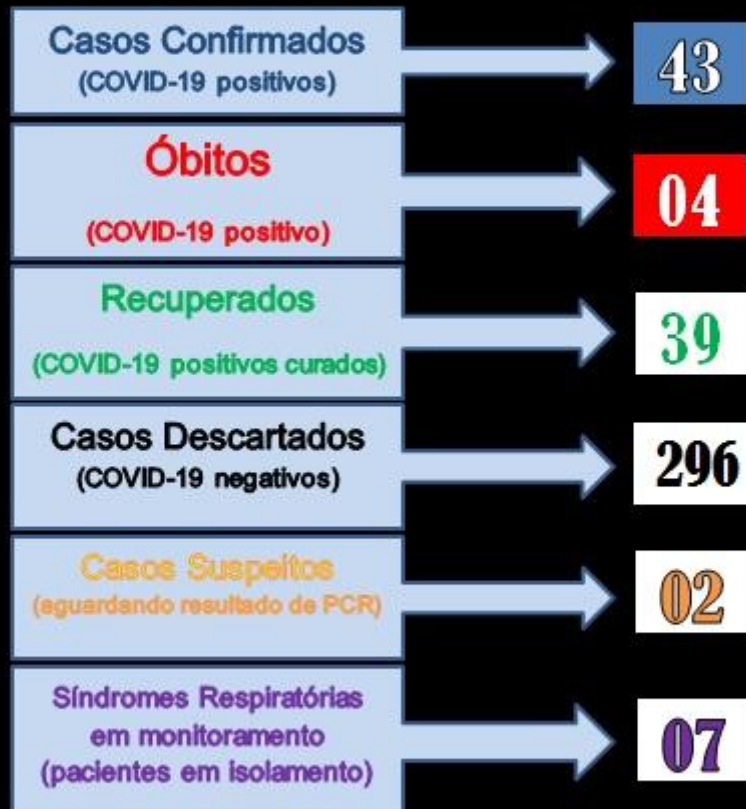 Casos Confirmados
(COVID-19 positivos)
43
Óbitos
(COVID-19 positivo)
04
Recuperados
(COVID-19 positivos curados)
39
Casos Descartados
(COVID-19 negativos)
296
Casos Suspeitos
(aguardando resultado de PCR)
02
Síndromes Respiratórias
em monitoramento
(pacientes em isolamento)
07